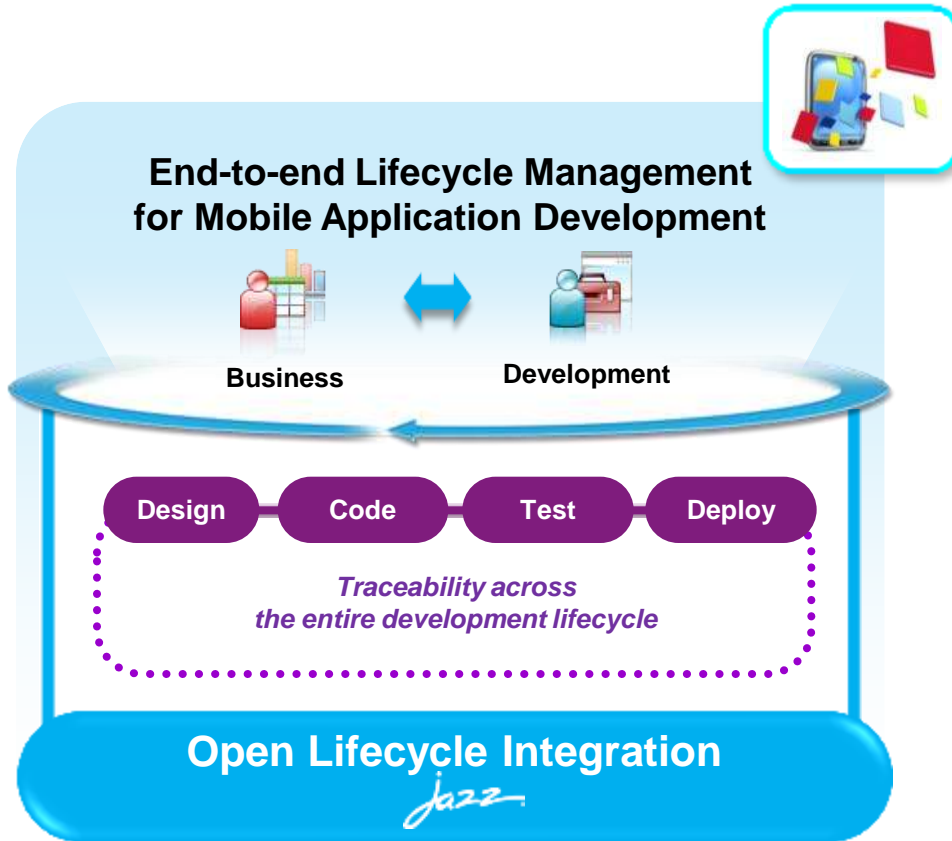 End-to-end Lifecycle Management
for Mobile Application Development
Business
Development
Design
Code
Test
Deploy
Traceability across
the entire development lifecycle
Open Lifecycle Integration
jazz